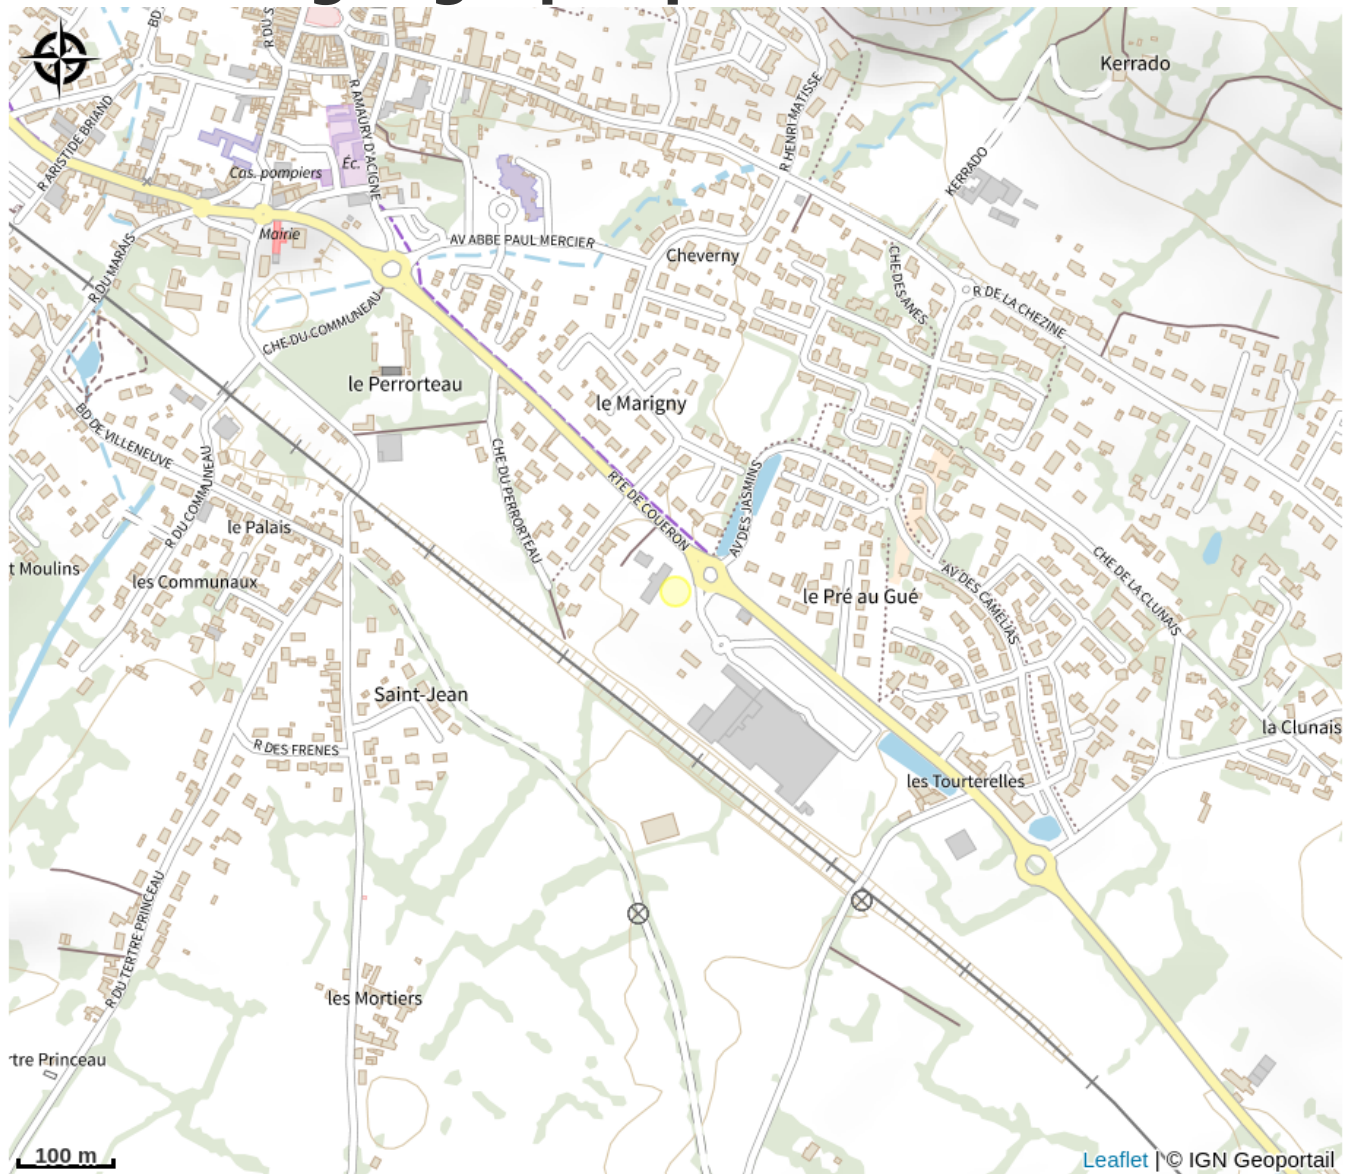 BD
R DU S
Kerrado
R ARISTIDE BRIAND
R AMAURY D'ACIGNE
R HENRI MATISSE
Éc.
Cas. pompiers
KERRADO
Mairie
AV ABBE PAUL MERCIER
Cheverny
R DU MARAIS
CHE DES ANES
R DE LA CHEZINE
CHE DU COMMUNEAU
le Perrorteau
le Marigny
BD DE VILLENEUVE
R DU COMMUNEAU
CHE DU PERRORTEAU
RTE DE COUERON
AV DES JASMINS
le Palais
t Moulins
les Communaux
CHE DE LA CLUNAIS
AV DES CAMELIAS
le Pré au Gué
Saint-Jean
R DES FRENES
la Clunais
les Tourterelles
R DU TERTRE PRINCEAU
les Mortiers
rtre Princeau
100 m
Leaflet | © IGN Geoportail